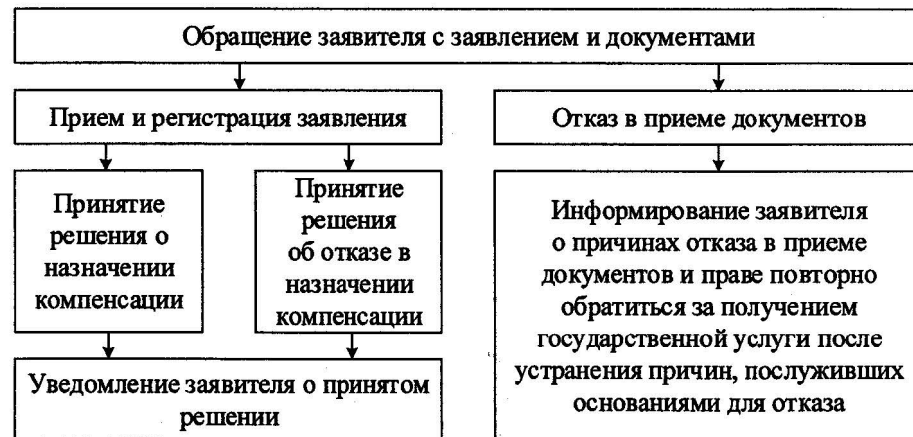 Обращение заявителя с заявлением и документами
Прием и регистрация заявления
Отказ в приеме документов
Принятие
решения о
назначении
компенсации
Принятие
решения
об отказе в
назначении
компенсации
Информирование заявителя
о причинах отказа в приеме
документов и праве повторно
обратиться за получением
государственной услуги после
устранения причин, послуживших
основаниями для отказа
Уведомление заявителя о принятом
решении